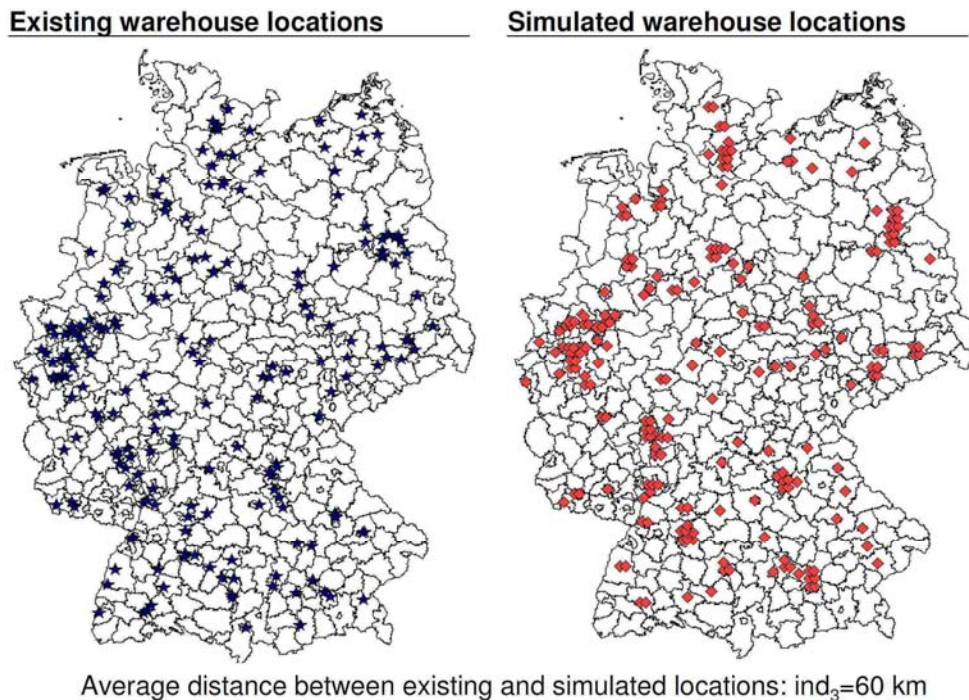 Existing warehouse locations
Simulated warehouse locations
Average distance between existing and simulated locations: ind₃=60 km